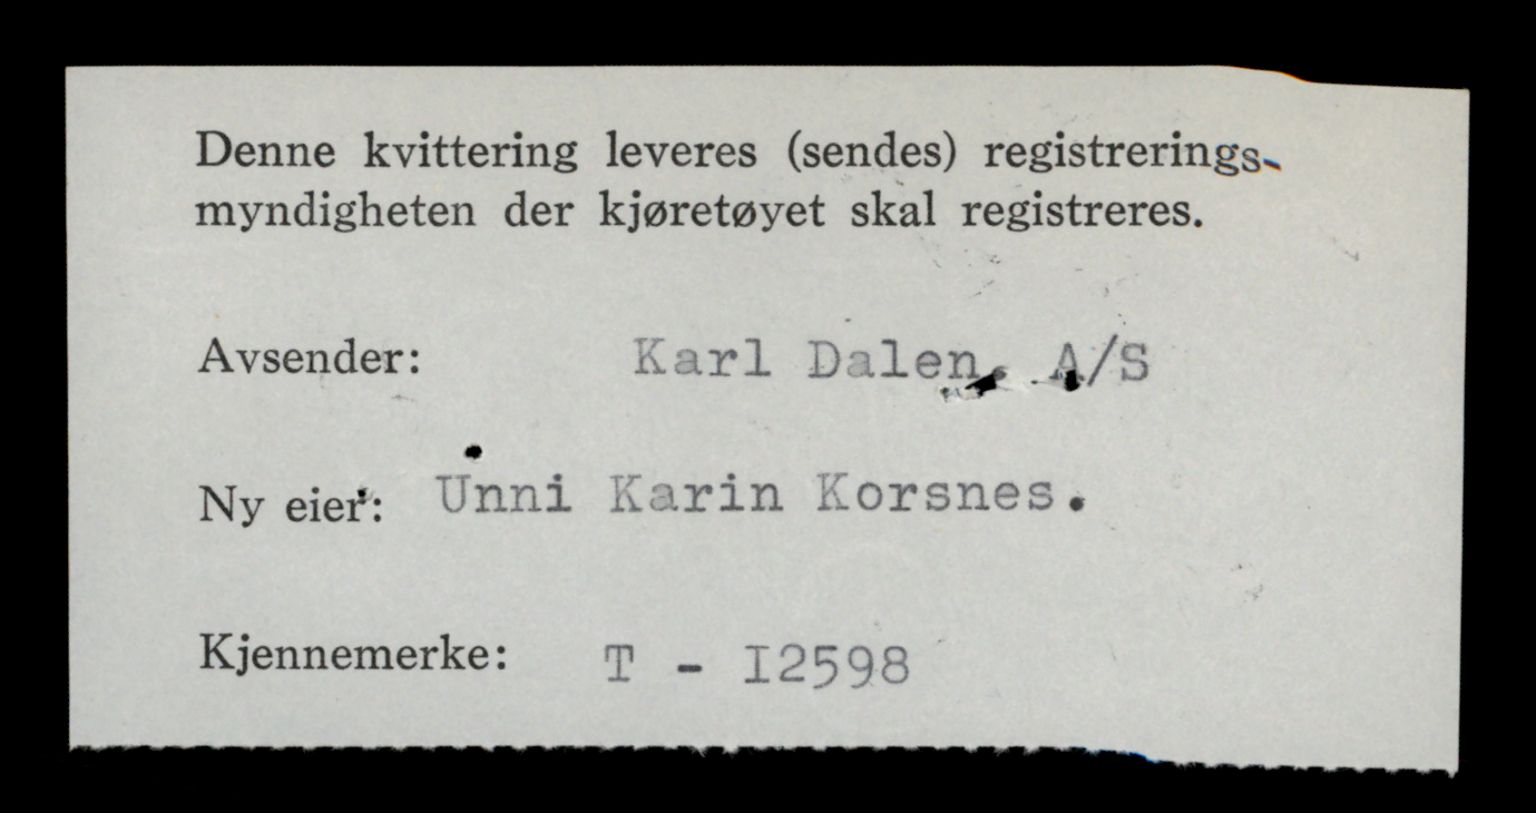 Denne kvittering leveres (sendes) registrerings-
myndigheten der kjøretøyet skal registreres.
Avsender: Karl Dalen, A/S
Ny eier: Unni Karin Korsnes.
Kjennemerke: T - I2598